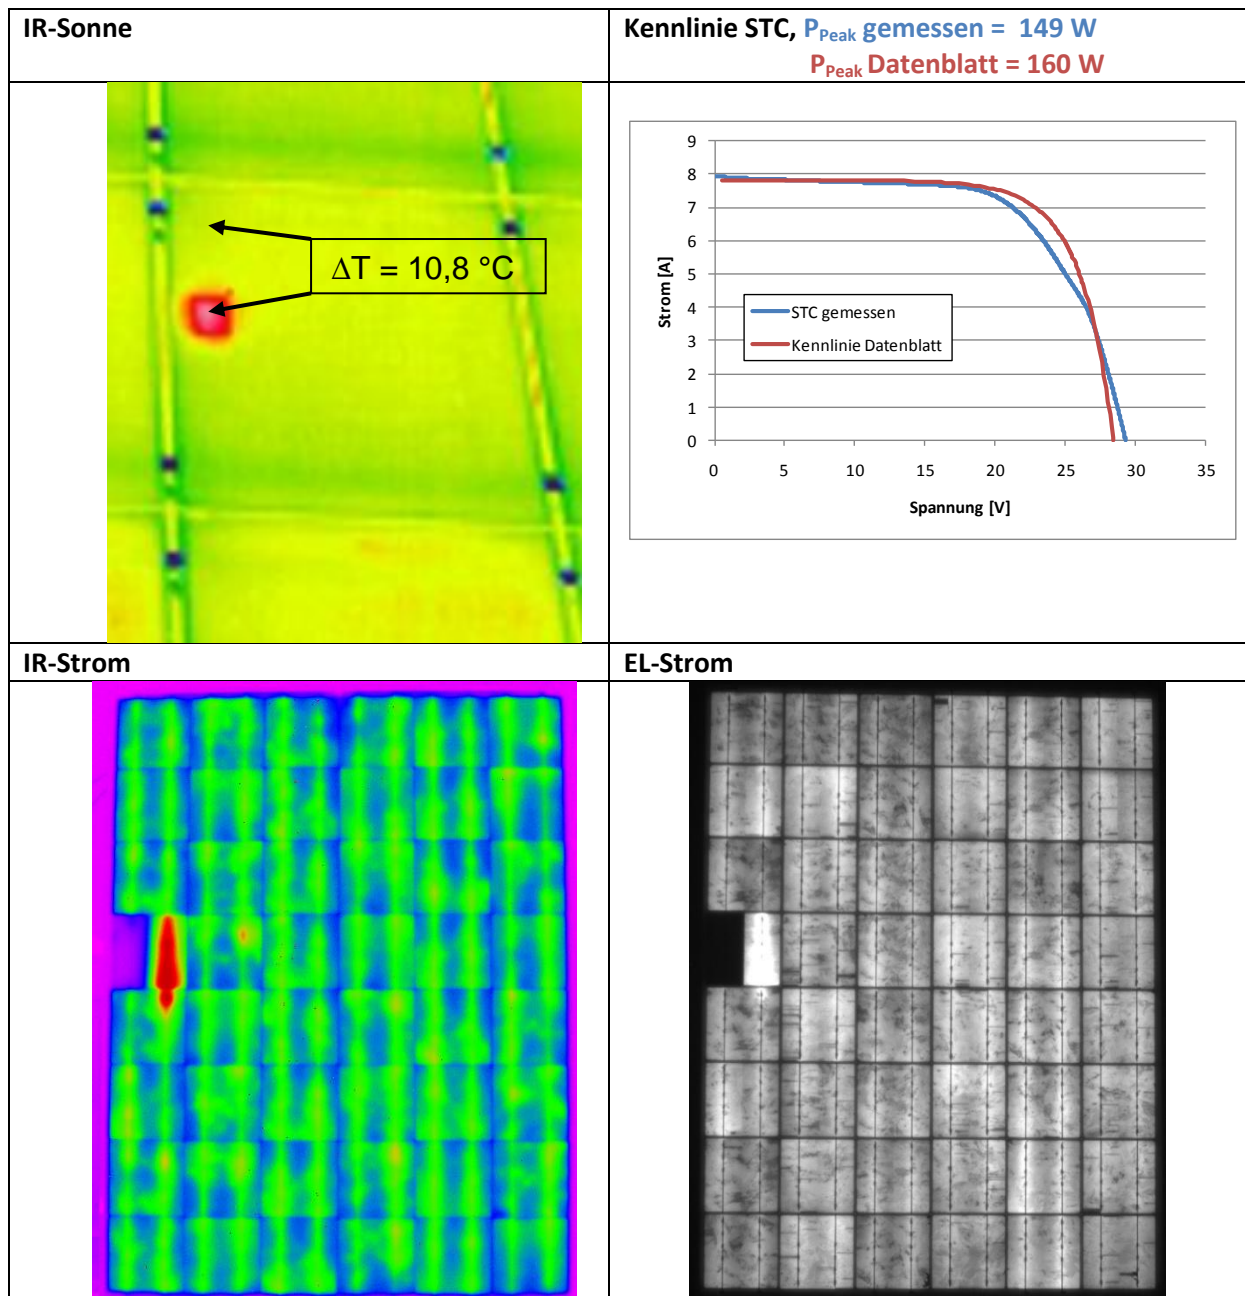 IR-Sonne
Kennlinie STC, P_Peak gemessen = 149 W
P_Peak Datenblatt = 160 W
ΔT = 10,8 °C
9
8
7
6
5
4
3
2
1
0
Strom [A]
STC gemessen
Kennlinie Datenblatt
0 5 10 15 20 25 30 35
Spannung [V]
IR-Strom
EL-Strom